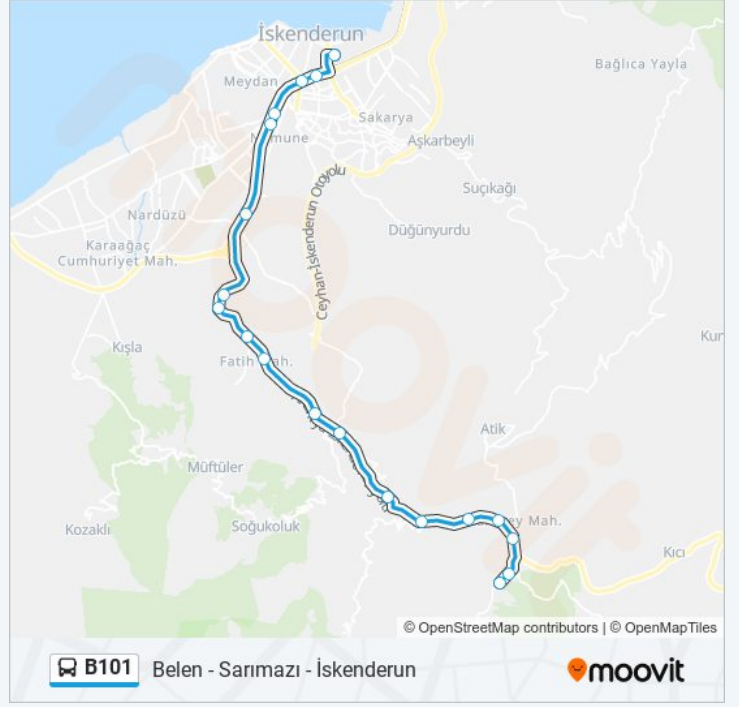 İskenderun
Bağlıca Yayla
Meydan
Sakarya
Aşkarbeyli
Suçıkağı
Nardüzü
Düğünyurdu
Karaağaç
Cumhuriyet Mah.
Ceyhan-İskenderun Otoyolu
Kışla
Fatih Mah.
Atik
Müftüler
Soğukoluk
Kozaklı
Kıcı
© OpenStreetMap contributors | © OpenMapTiles
B101 Belen - Sarımazı - İskenderun
moovit